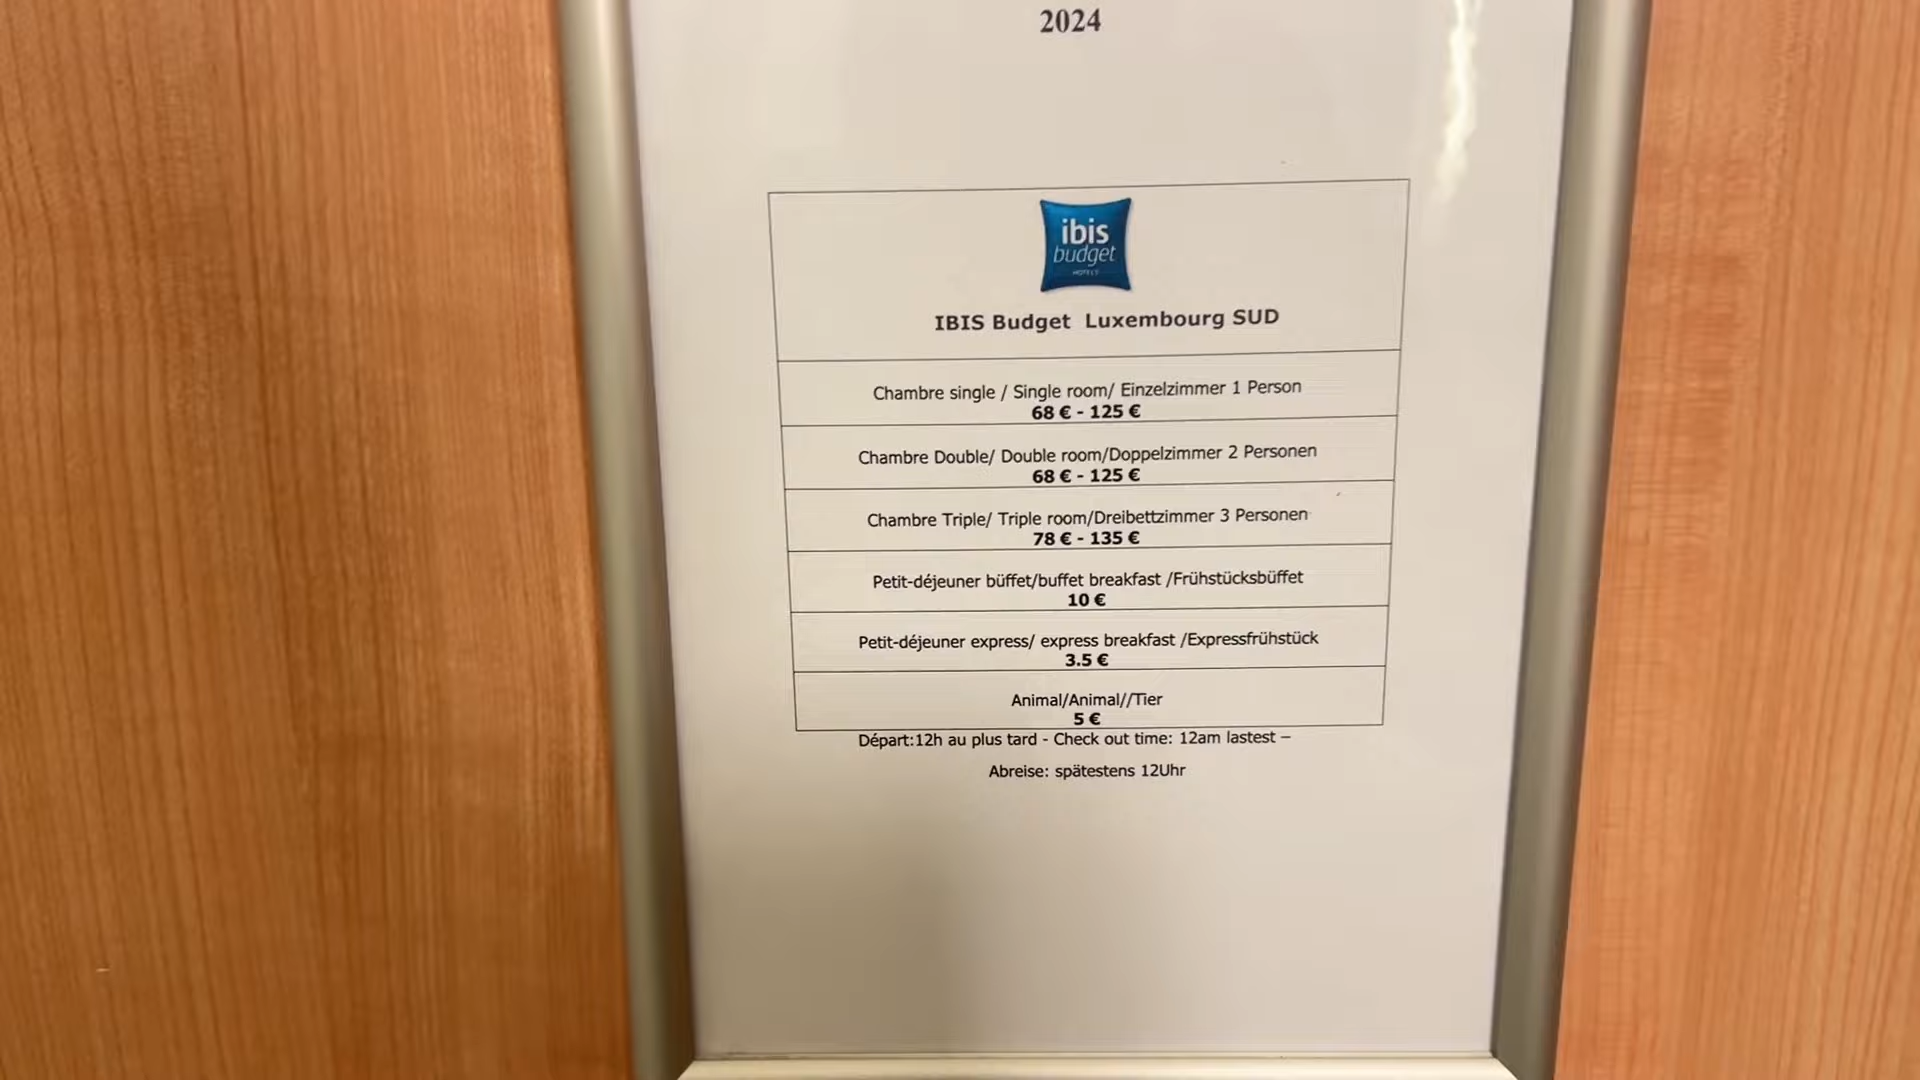 2024
ibis
budget
HOTELS
IBIS Budget Luxembourg SUD
Chambre single / Single room/ Einzelzimmer 1 Person
68 € - 125 €
Chambre Double/ Double room/Doppelzimmer 2 Personen
68 € - 125 €
Chambre Triple/ Triple room/Dreibettzimmer 3 Personen
78 € - 135 €
Petit-déjeuner büffet/buffet breakfast /Frühstücksbüffet
10 €
Petit-déjeuner express/ express breakfast /Expressfrühstück
3.5 €
Animal/Animal//Tier
5 €
Départ:12h au plus tard - Check out time: 12am lastest –
Abreise: spätestens 12Uhr